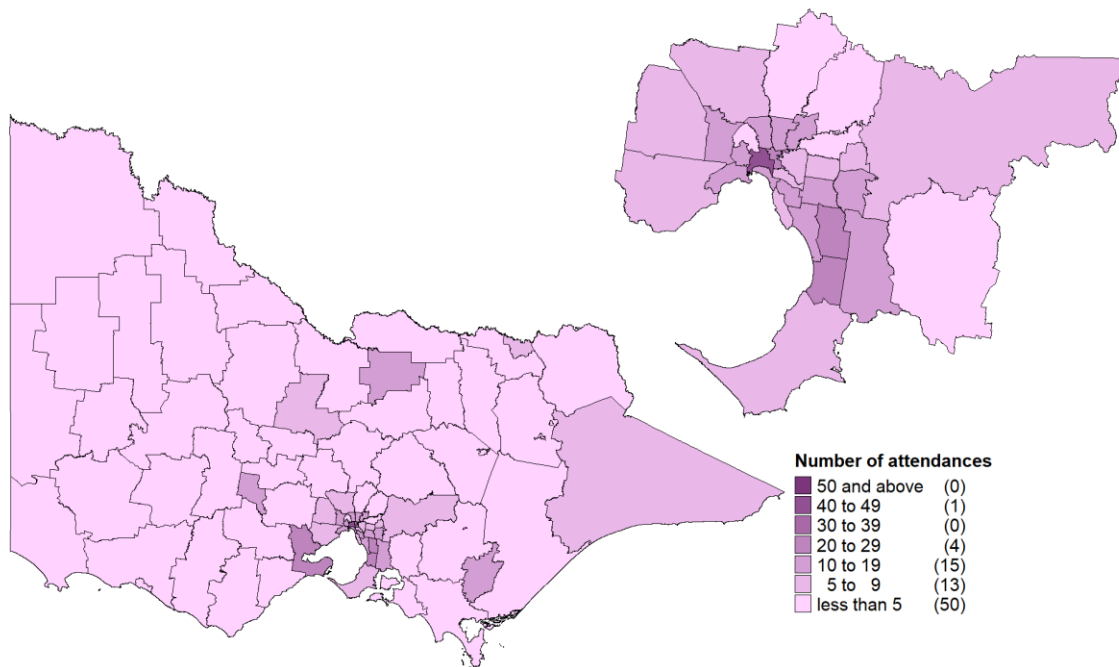 Number of attendances
50 and above (0)
40 to 49 (1)
30 to 39 (0)
20 to 29 (4)
10 to 19 (15)
5 to 9 (13)
less than 5 (50)